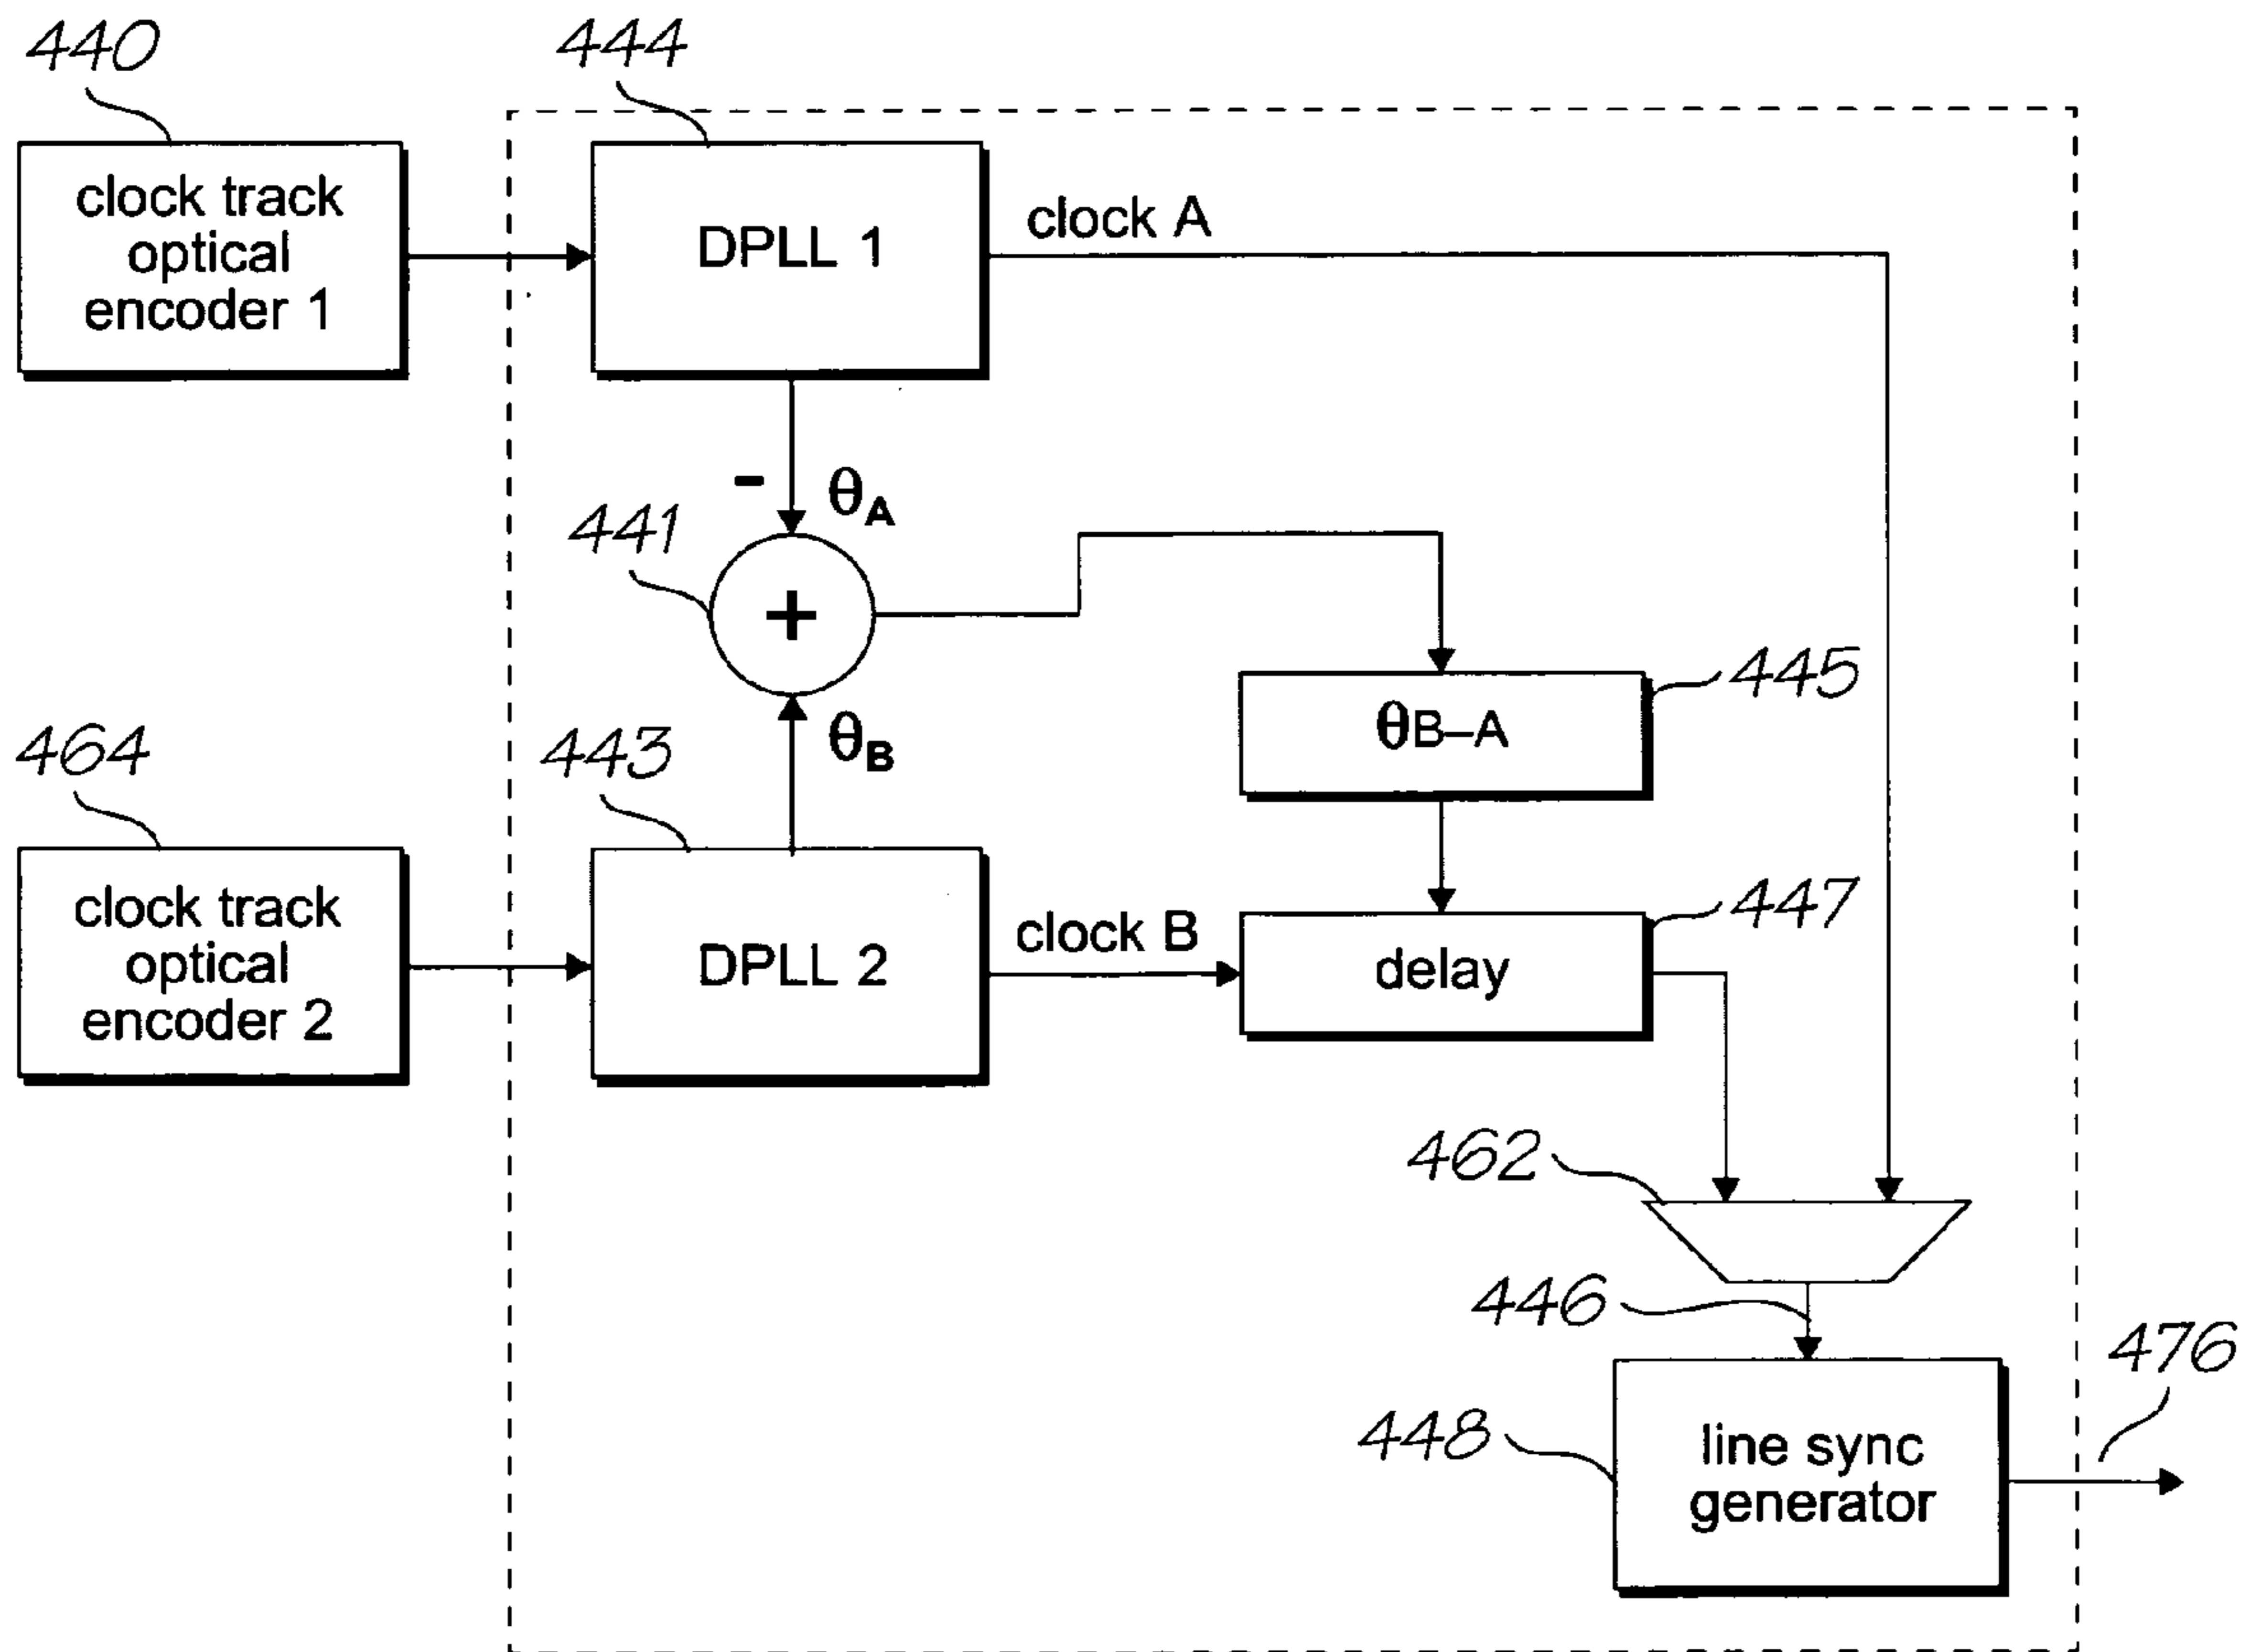 440
444
clock track
optical
encoder 1
DPLL 1
clock A
-
θA
441
+
445
θB–A
464
443
θB
clock track
optical
encoder 2
DPLL 2
clock B
447
delay
462
446
476
448
line sync
generator